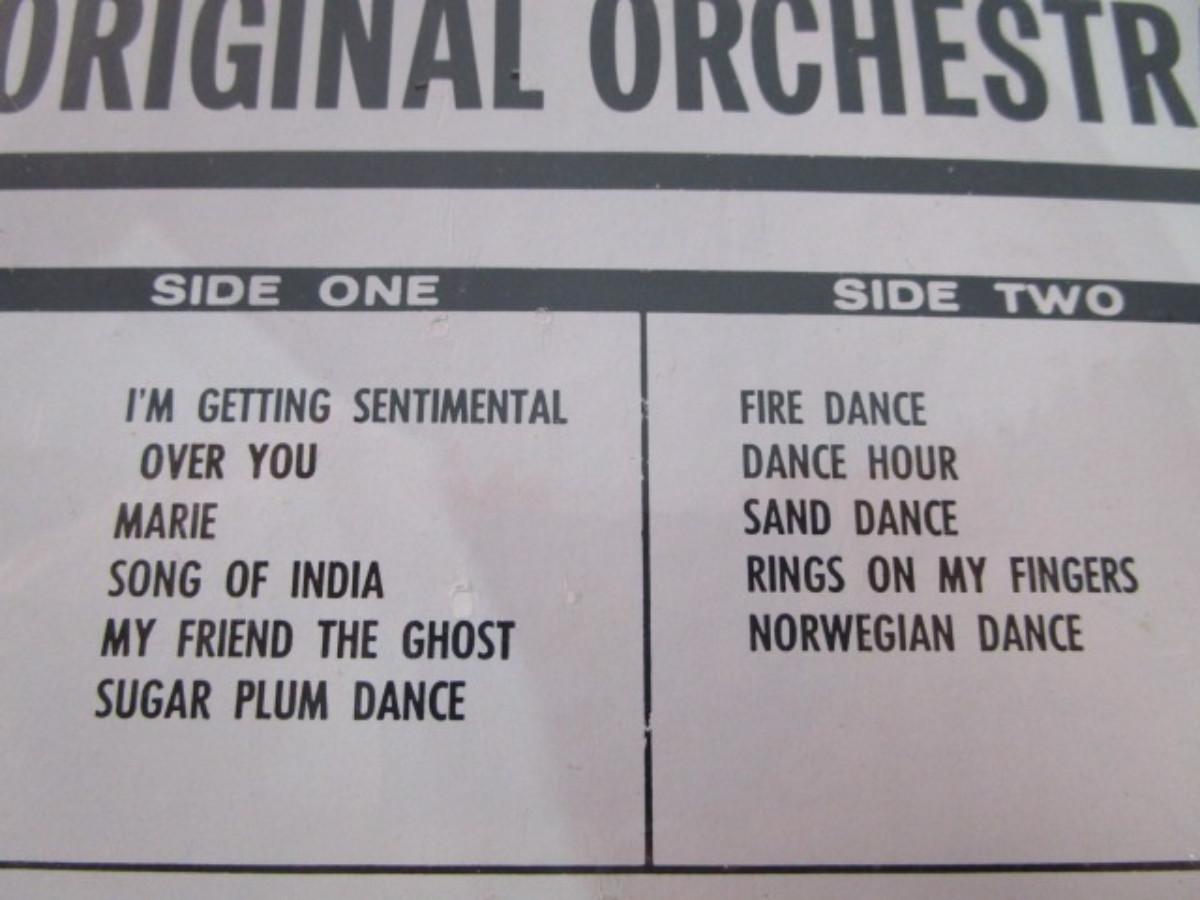 ORIGINAL ORCHESTR
SIDE ONE
I'M GETTING SENTIMENTAL
OVER YOU
MARIE
SONG OF INDIA
MY FRIEND THE GHOST
SUGAR PLUM DANCE
SIDE TWO
FIRE DANCE
DANCE HOUR
SAND DANCE
RINGS ON MY FINGERS
NORWEGIAN DANCE